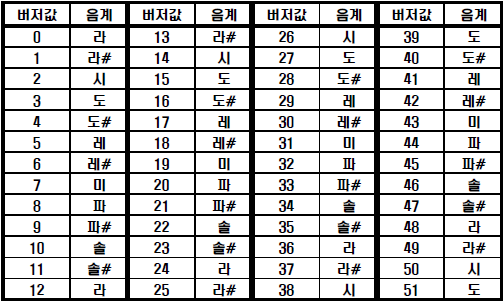 버저값 음계 버저값 음계 버저값 음계 버저값 음계
0 라 13 라# 26 시 39 도
1 라# 14 시 27 도 40 도#
2 시 15 도 28 도# 41 레
3 도 16 도# 29 레 42 레#
4 도# 17 레 30 레# 43 미
5 레 18 레# 31 미 44 파
6 레# 19 미 32 파 45 파#
7 미 20 파 33 파# 46 솔
8 파 21 파# 34 솔 47 솔#
9 파# 22 솔 35 솔# 48 라
10 솔 23 솔# 36 라 49 라#
11 솔# 24 라 37 라# 50 시
12 라 25 라# 38 시 51 도